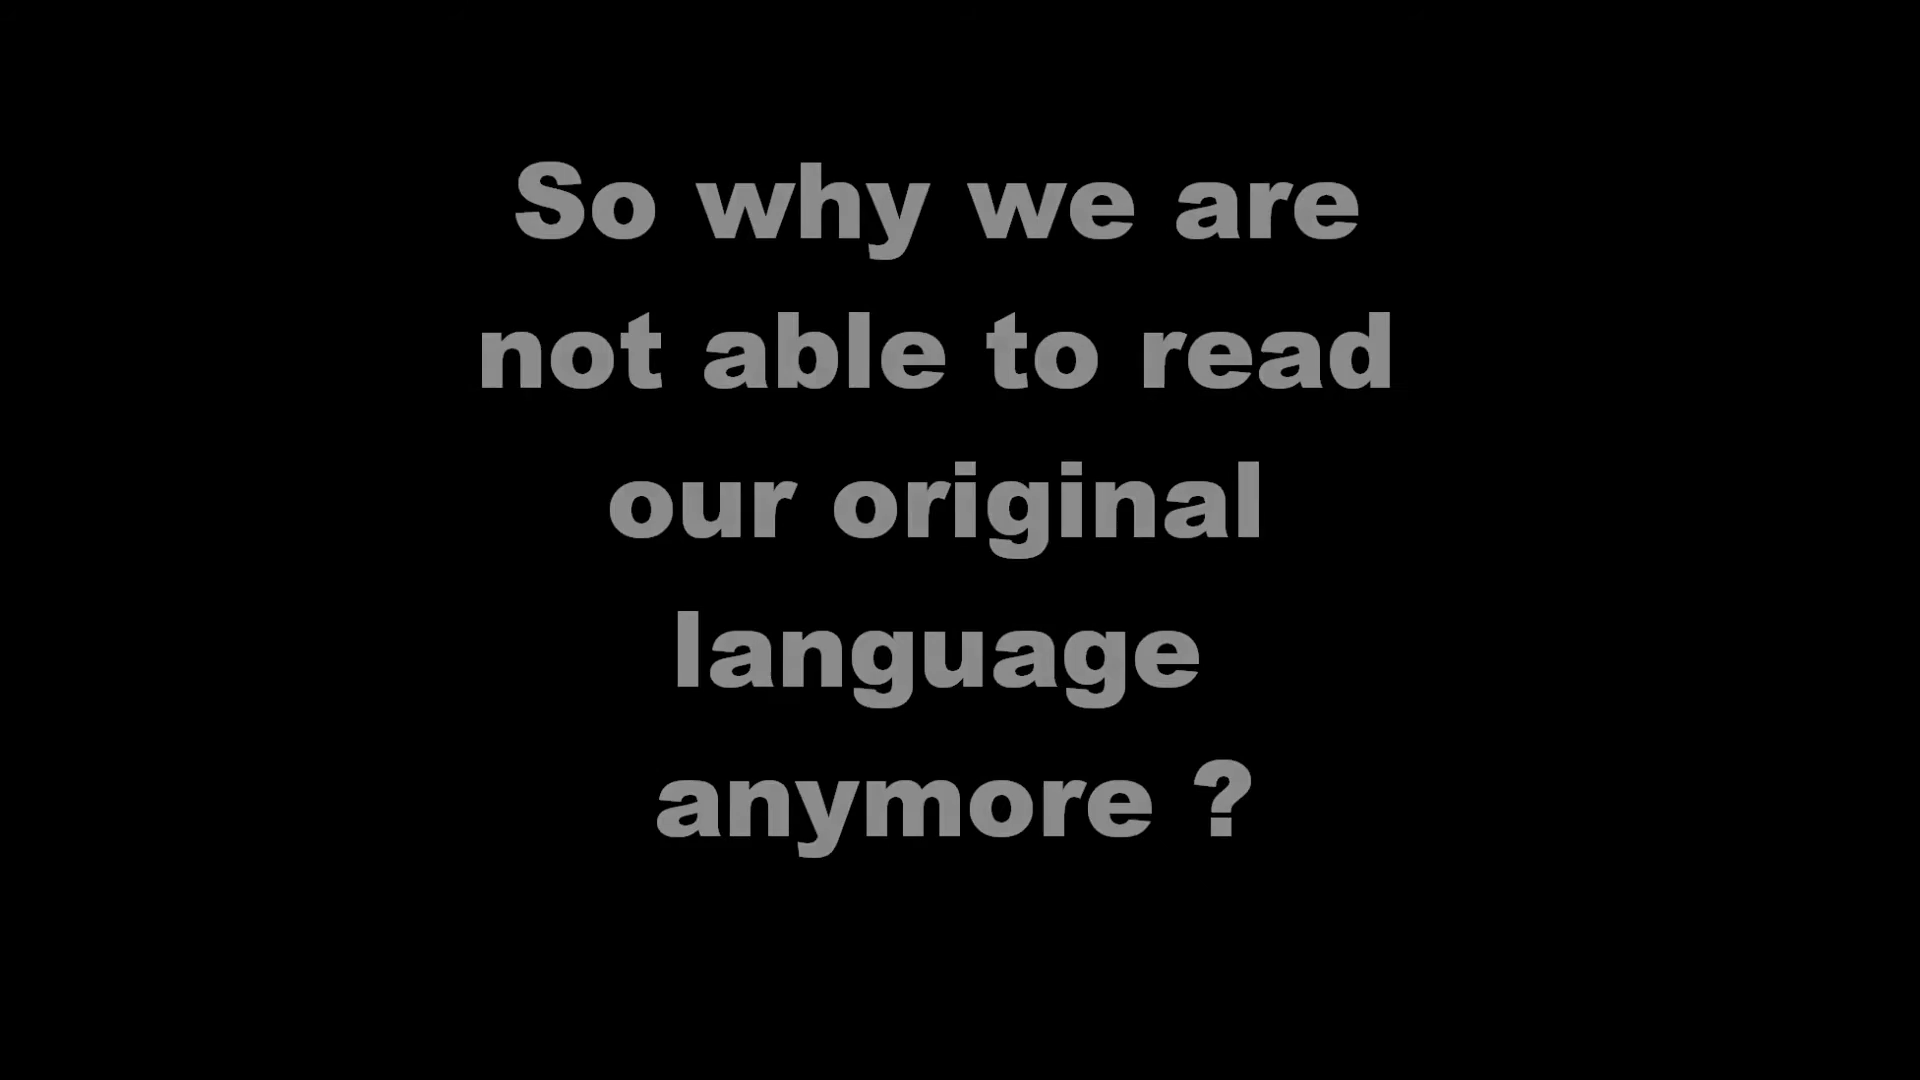 So why we are
not able to read
our original
language
anymore ?